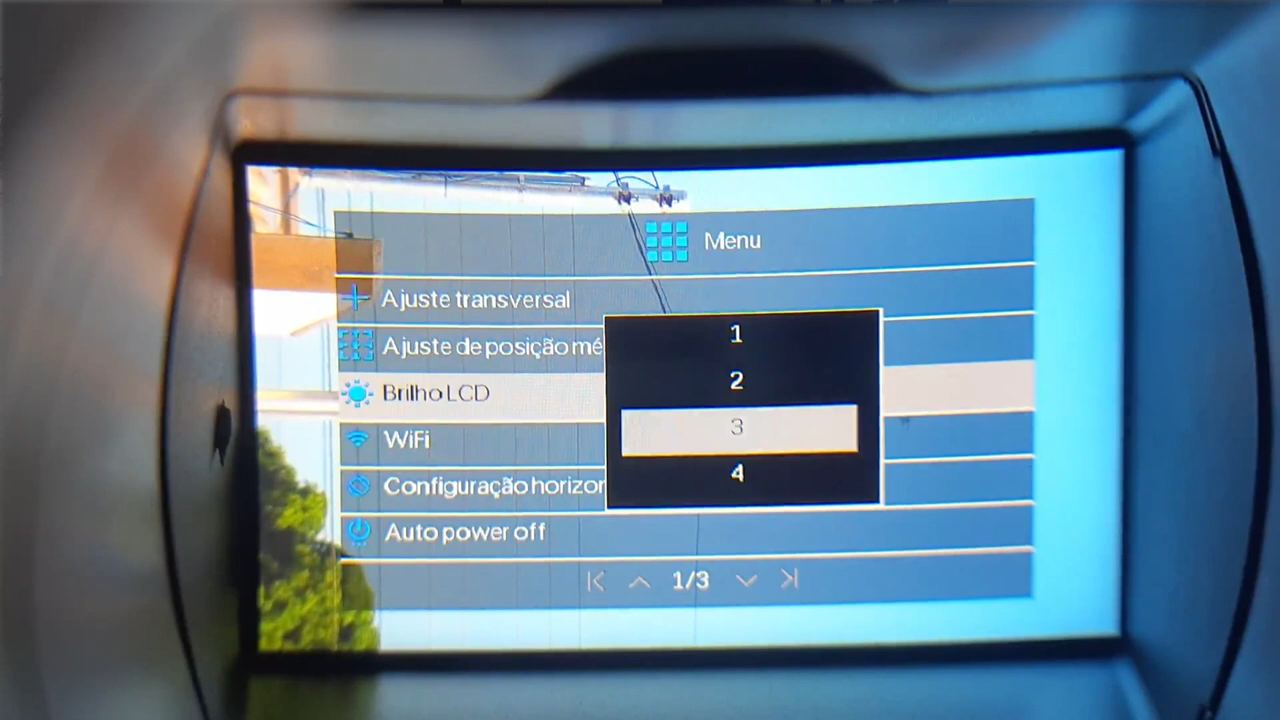 Menu
Ajuste transversal
Ajuste de posição mé
Brilho LCD
WiFi
Configuração horizon
Auto power off
1
2
3
4
1/3